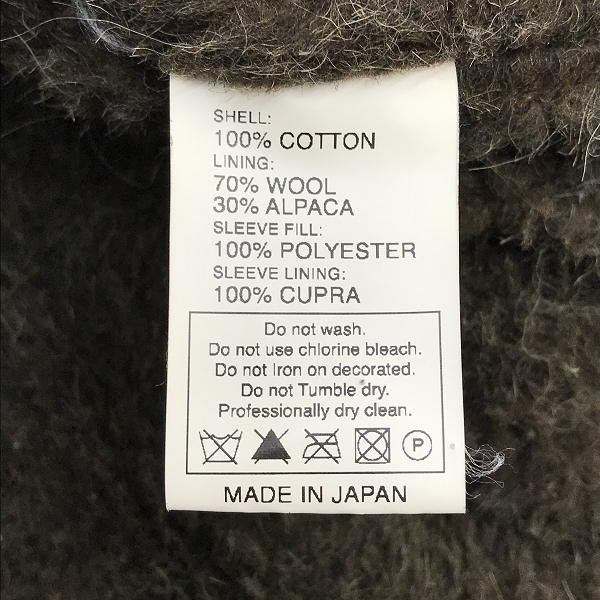 SHELL:
100% COTTON
LINING:
70% WOOL
30% ALPACA
SLEEVE FILL:
100% POLYESTER
SLEEVE LINING:
100% CUPRA
Do not wash.
Do not use chlorine bleach.
Do not Iron on decorated.
Do not Tumble dry.
Professionally dry clean.
P
MADE IN JAPAN